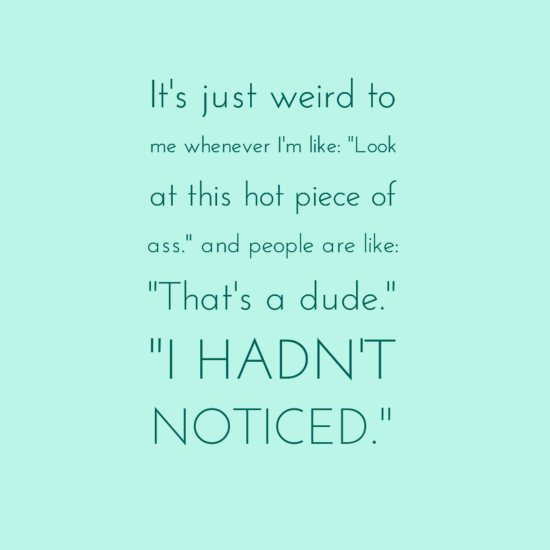 It's just weird to
me whenever I'm like: "Look
at this hot piece of
ass." and people are like:
"That's a dude."
"I HADN'T
NOTICED."